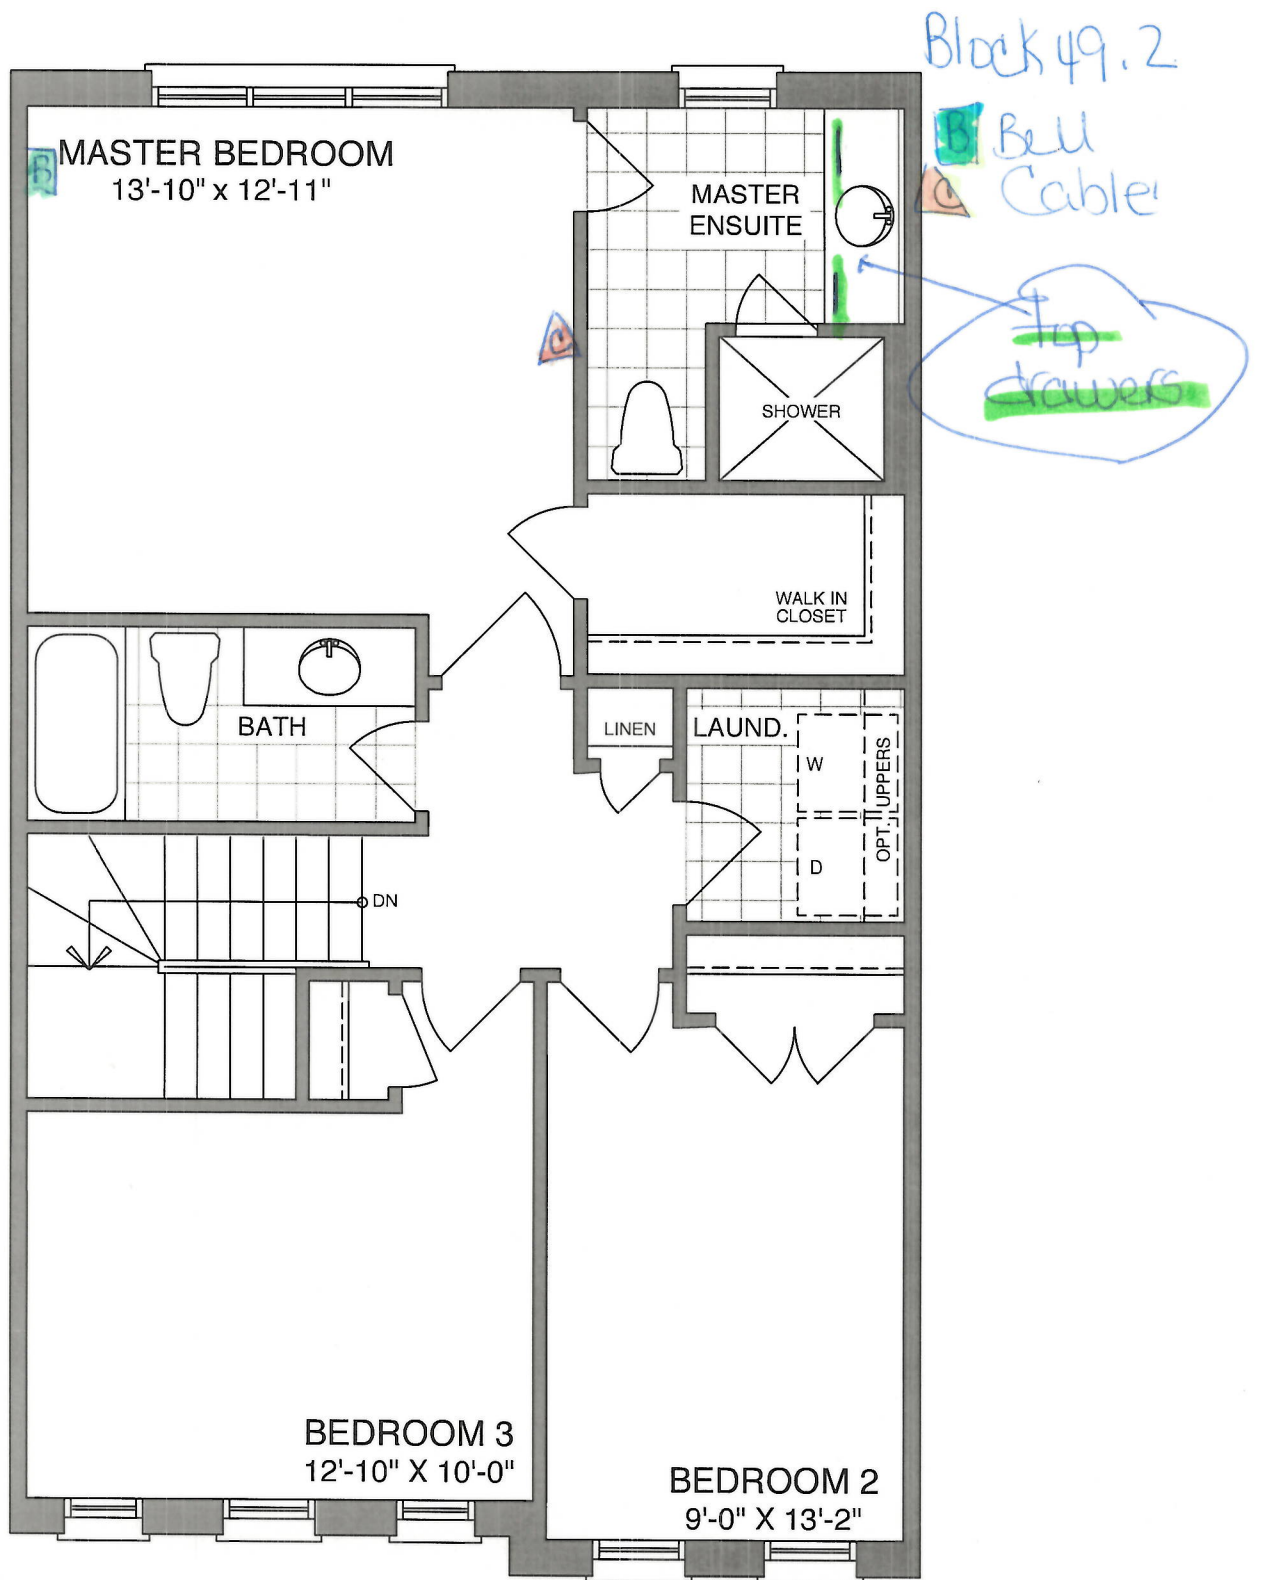 Block 49.2
B Bell
C Cable
top
drawers
B
MASTER BEDROOM
13'-10" x 12'-11"
MASTER
ENSUITE
C
SHOWER
WALK IN
CLOSET
BATH
LINEN
LAUND.
W
D
OPT. UPPERS
DN
BEDROOM 3
12'-10" X 10'-0"
BEDROOM 2
9'-0" X 13'-2"